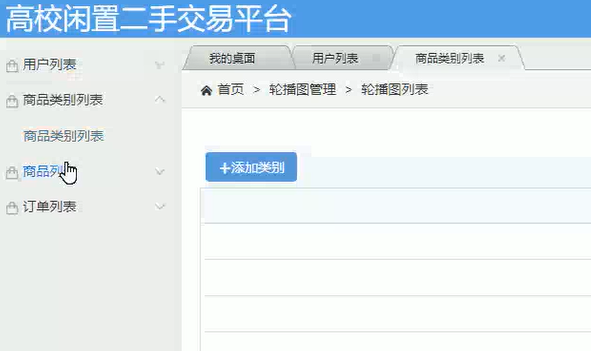 高校闲置二手交易平台
用户列表
商品类别列表
商品类别列表
商品列
订单列表
我的桌面 用户列表 商品类别列表
首页 > 轮播图管理 > 轮播图列表
+添加类别